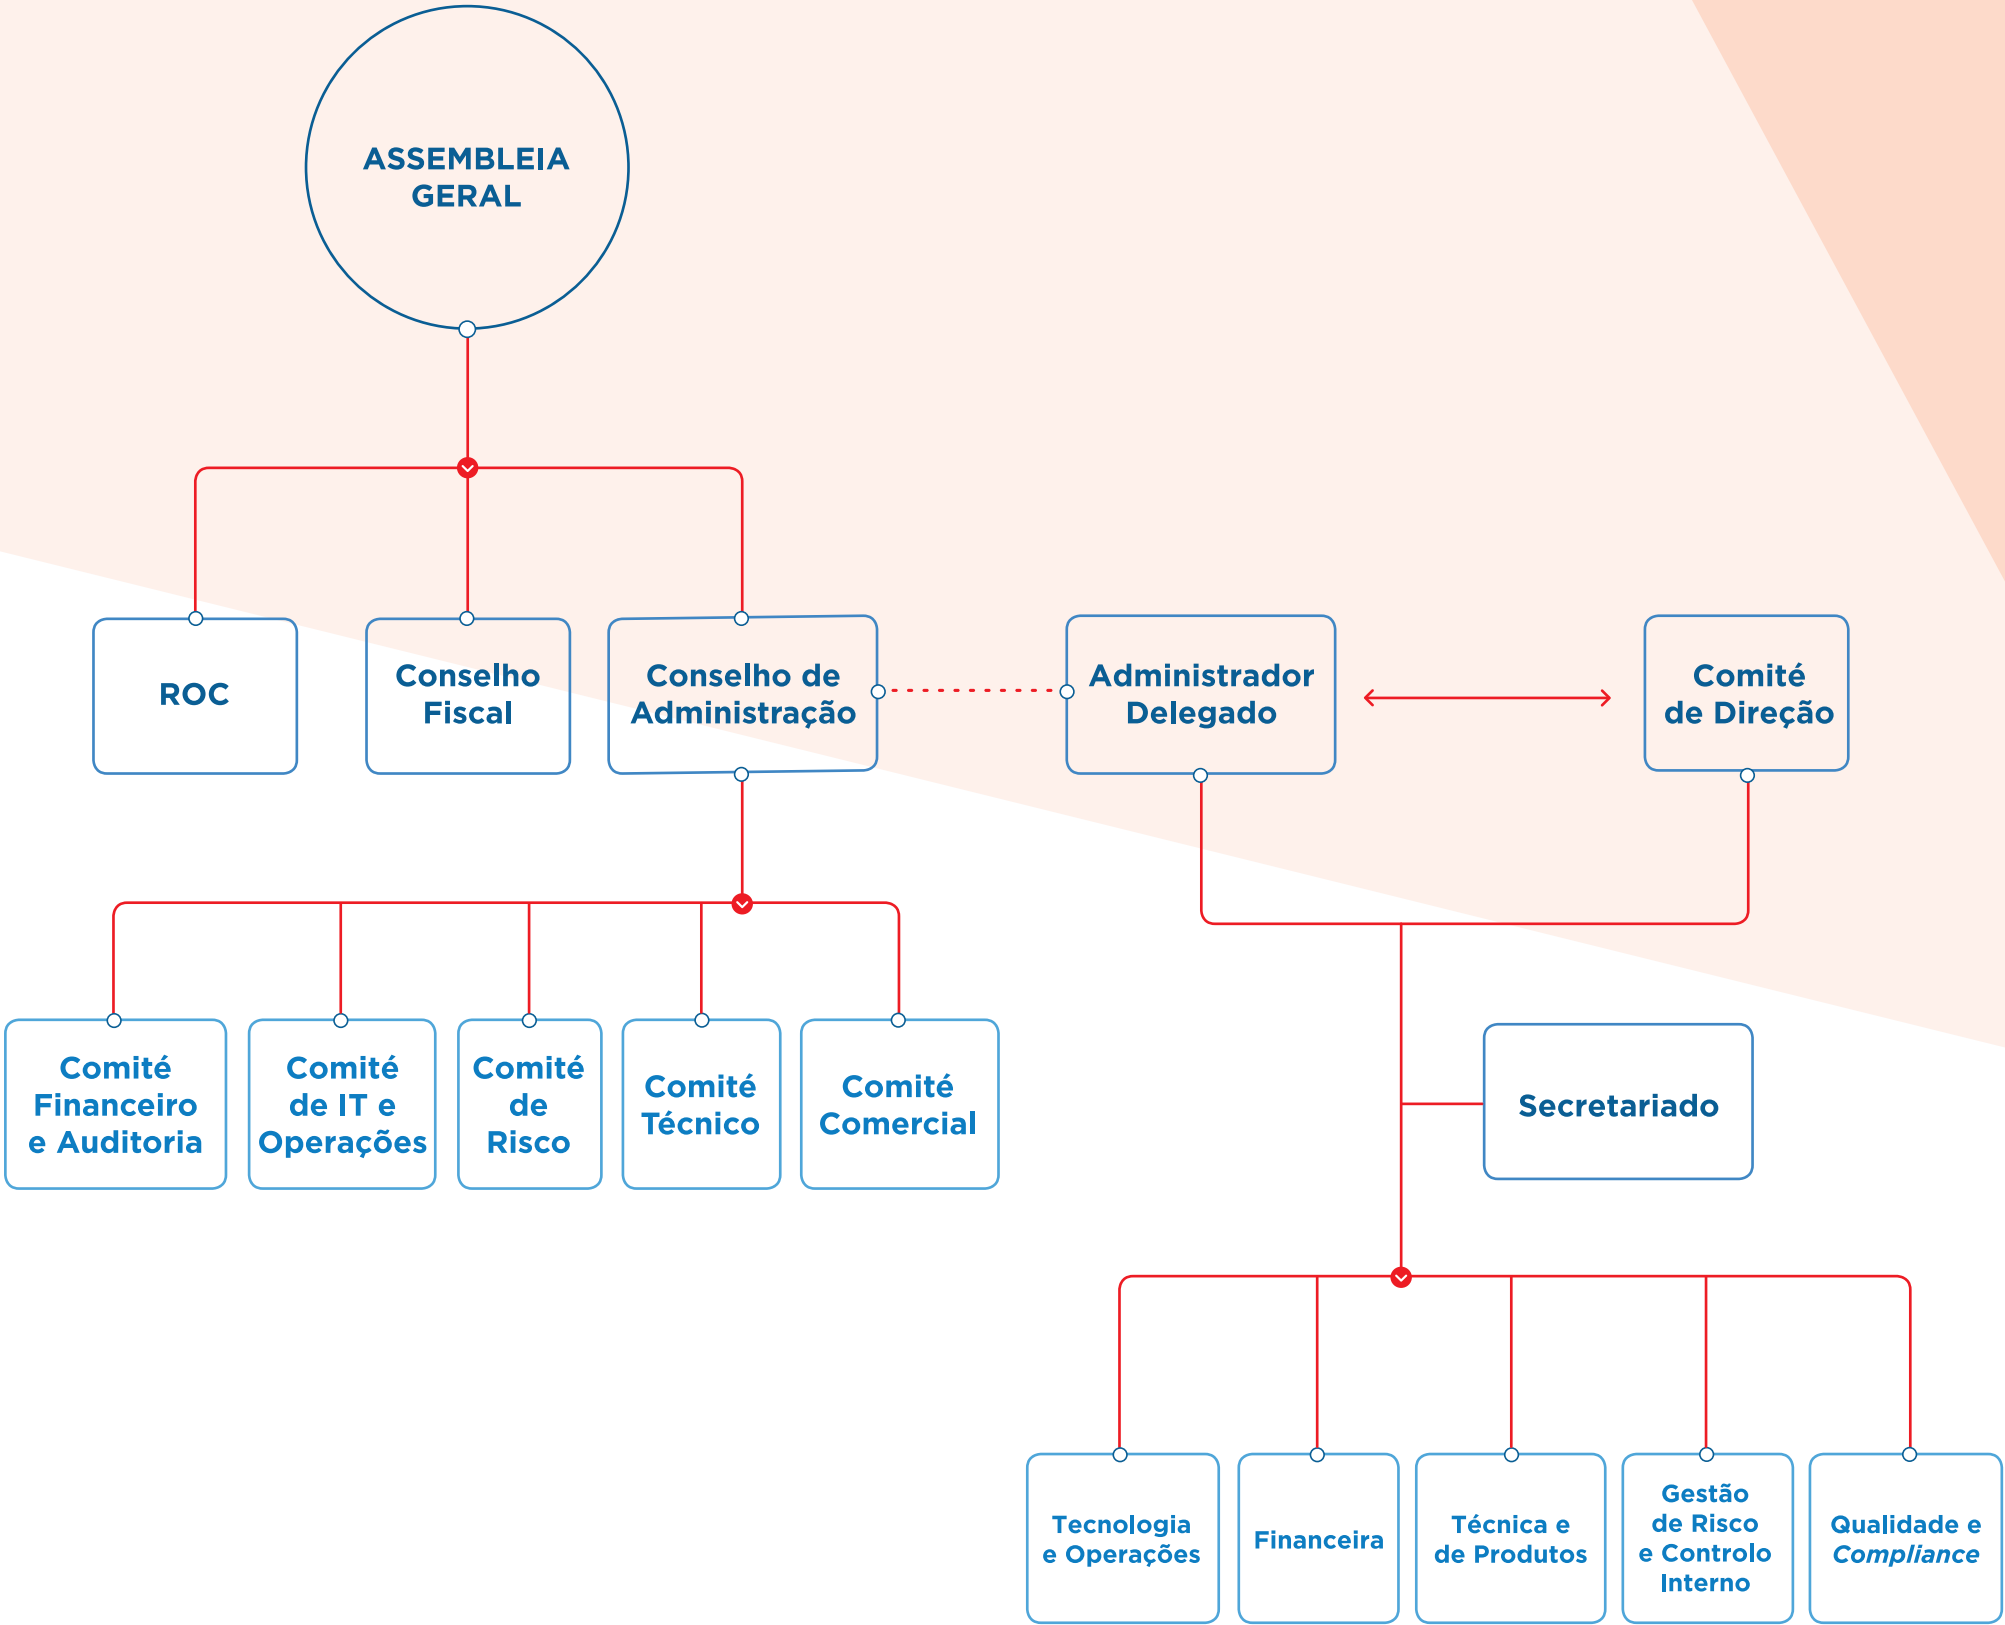 ASSEMBLEIA
GERAL
ROC
Conselho
Fiscal
Conselho de
Administração
Administrador
Delegado
Comité
de Direção
Comité
Financeiro
e Auditoria
Comité
de IT e
Operações
Comité
de
Risco
Comité
Técnico
Comité
Comercial
Secretariado
Tecnologia
e Operações
Financeira
Técnica e
de Produtos
Gestão
de Risco
e Controlo
Interno
Qualidade e
Compliance